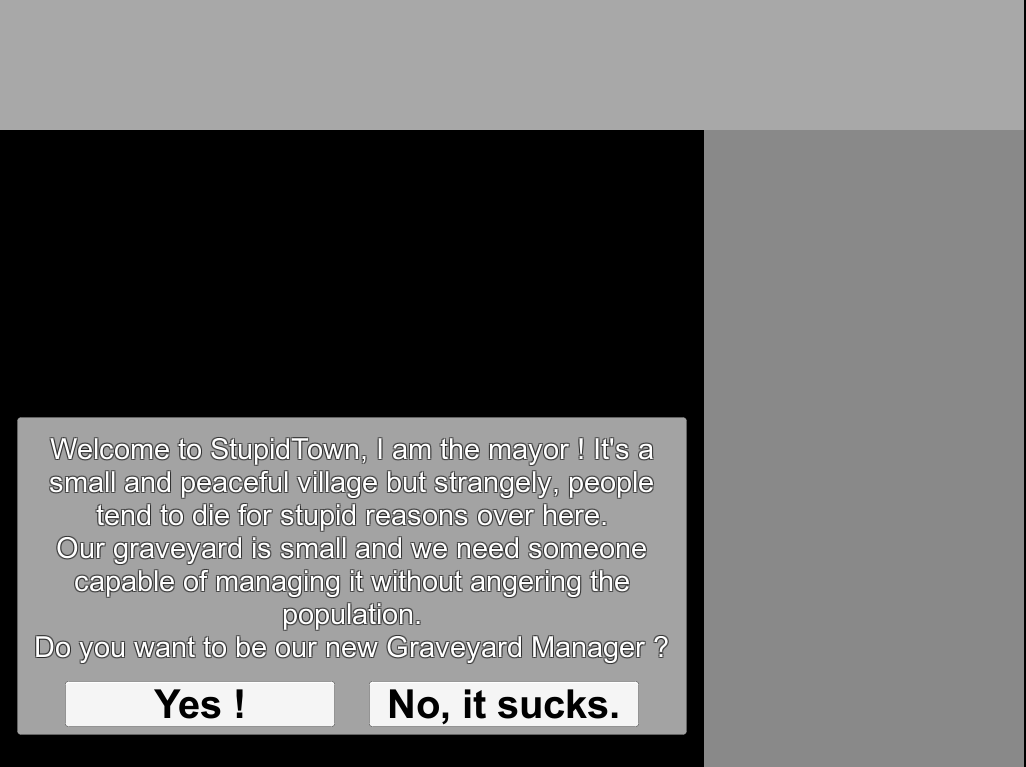 Welcome to StupidTown, I am the mayor ! It's a
small and peaceful village but strangely, people
tend to die for stupid reasons over here.
Our graveyard is small and we need someone
capable of managing it without angering the
population.
Do you want to be our new Graveyard Manager ?
Yes !
No, it sucks.